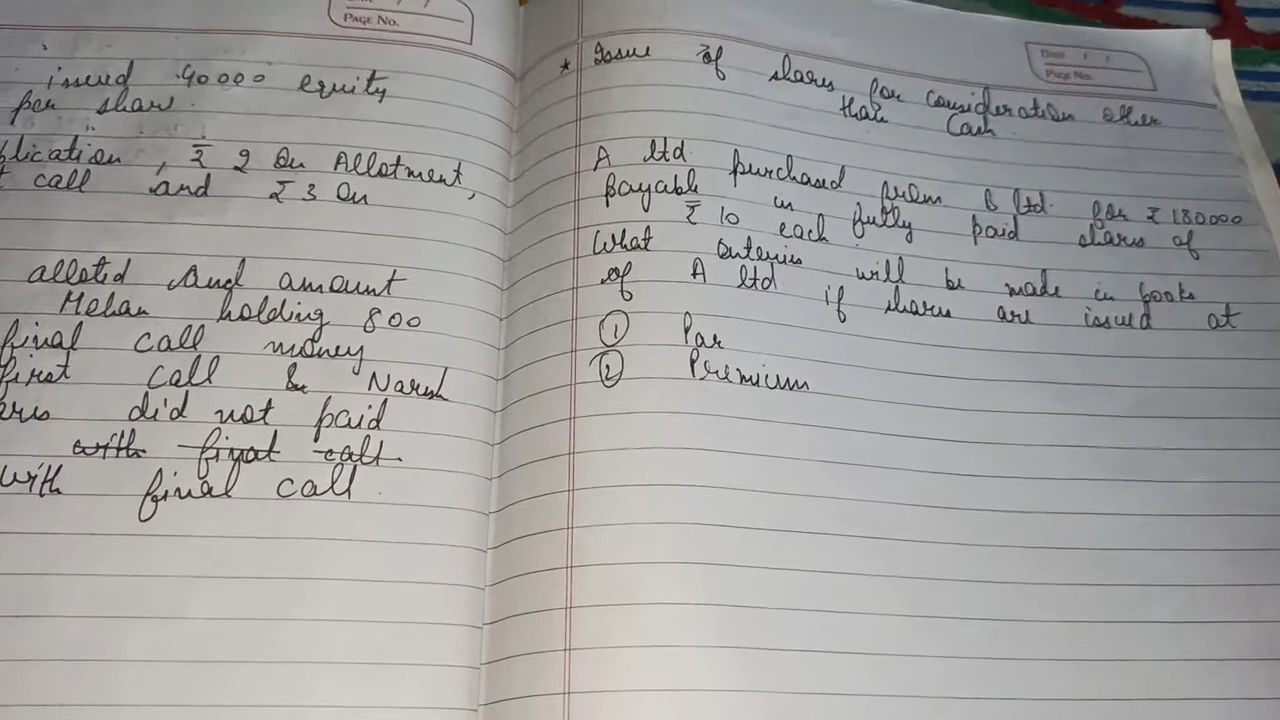 PAGE No.
issued 40000 equity
per share.
plication, ₹ 2 On Allotment,
t call and ₹ 3 On
alloted And amount
Mohan holding 800
final call money
first call & Naresh
ares did not paid
with final call
with final call
Date / /
Page No.
* Issue of shares for consideration other
than Cash
A ltd purchased from B ltd. for ₹ 180000
payable in fully paid shares of
₹ 10 each.
What enteries will be made in books
of A ltd if shares are issued at
① Par
② Premium